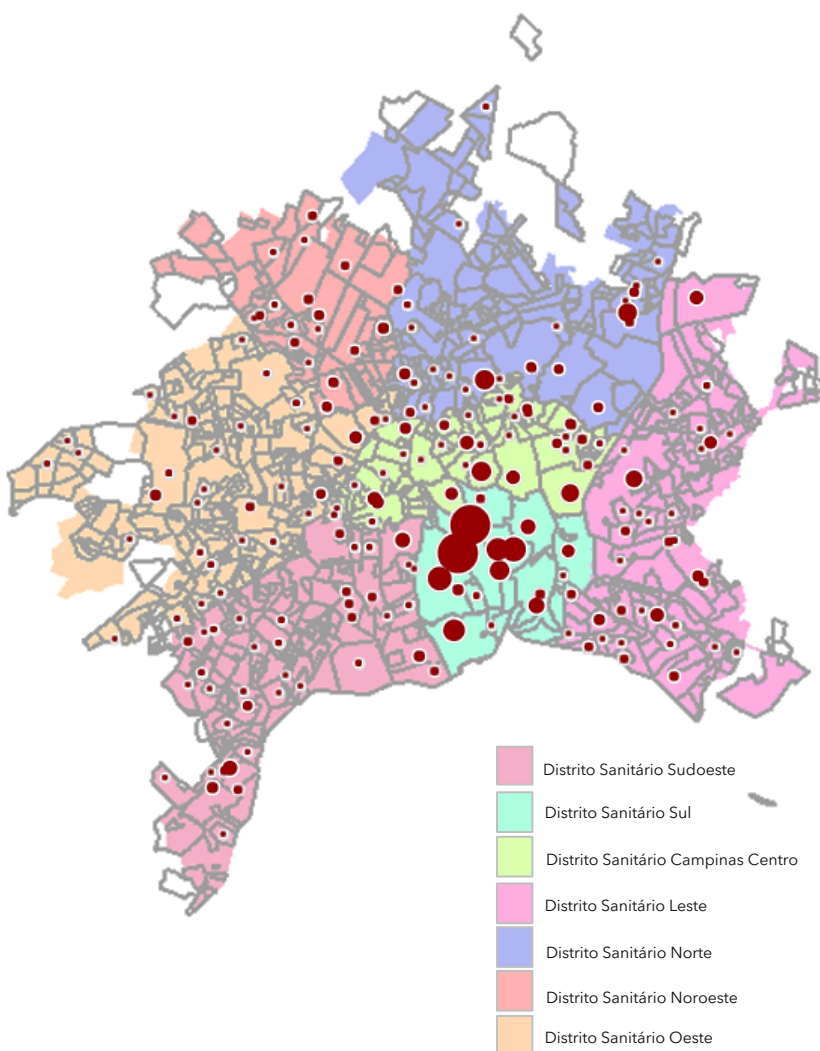 Distrito Sanitário Sudoeste
Distrito Sanitário Sul
Distrito Sanitário Campinas Centro
Distrito Sanitário Leste
Distrito Sanitário Norte
Distrito Sanitário Noroeste
Distrito Sanitário Oeste